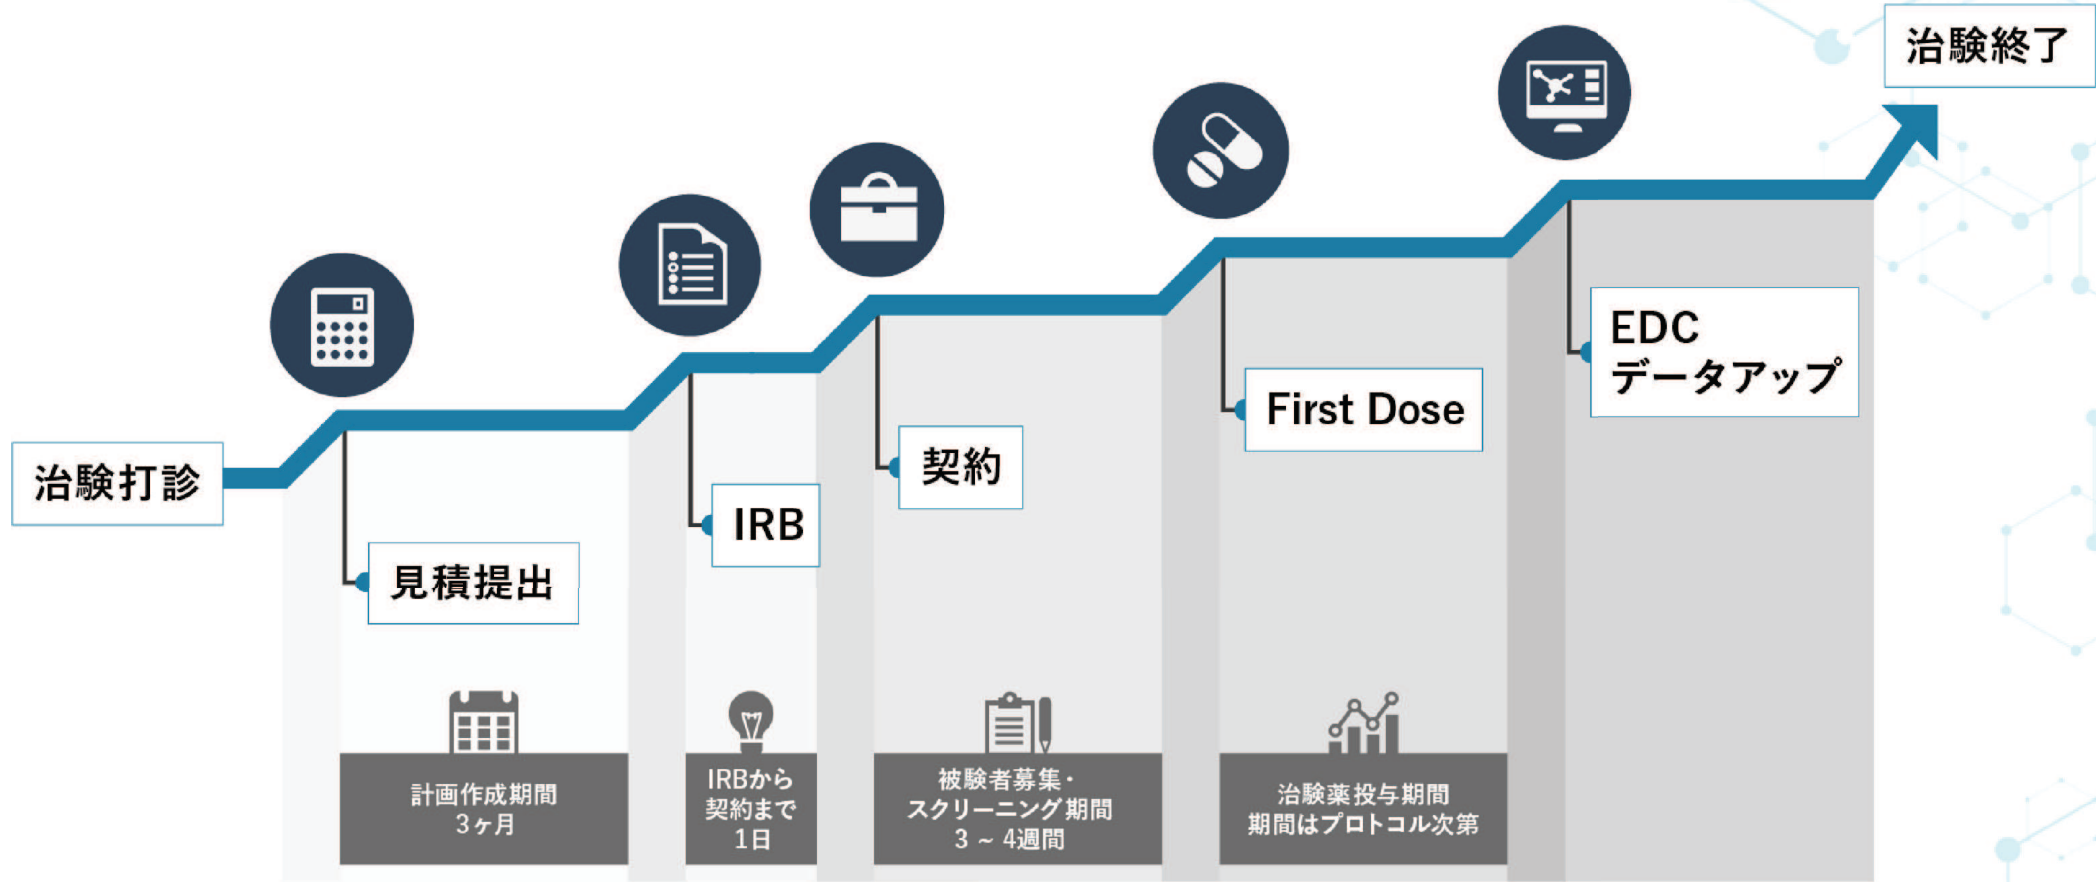 治験打診
見積提出
IRB
契約
First Dose
EDC
データアップ
治験終了
計画作成期間
3ヶ月
IRBから
契約まで
1日
被験者募集・
スクリーニング期間
3 ~ 4週間
治験薬投与期間
期間はプロトコル次第